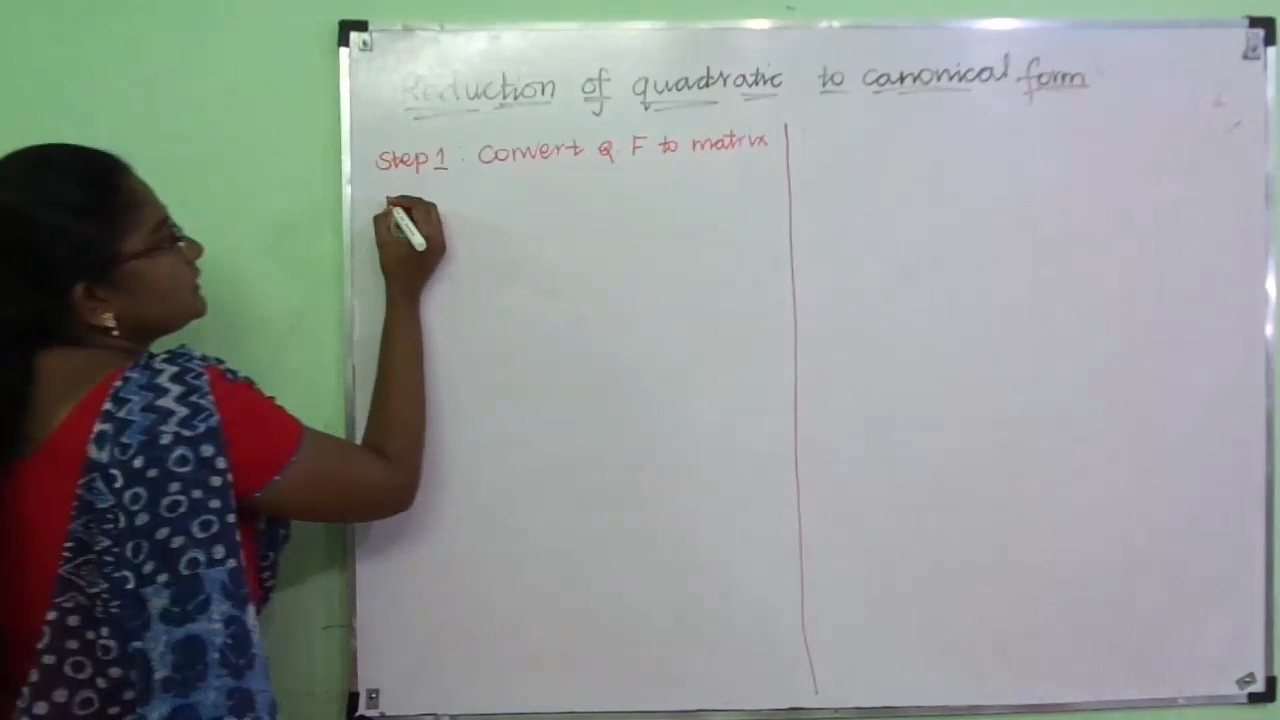 Reduction of quadratic to canonical form
Step 1 : Convert Q. F to matrix